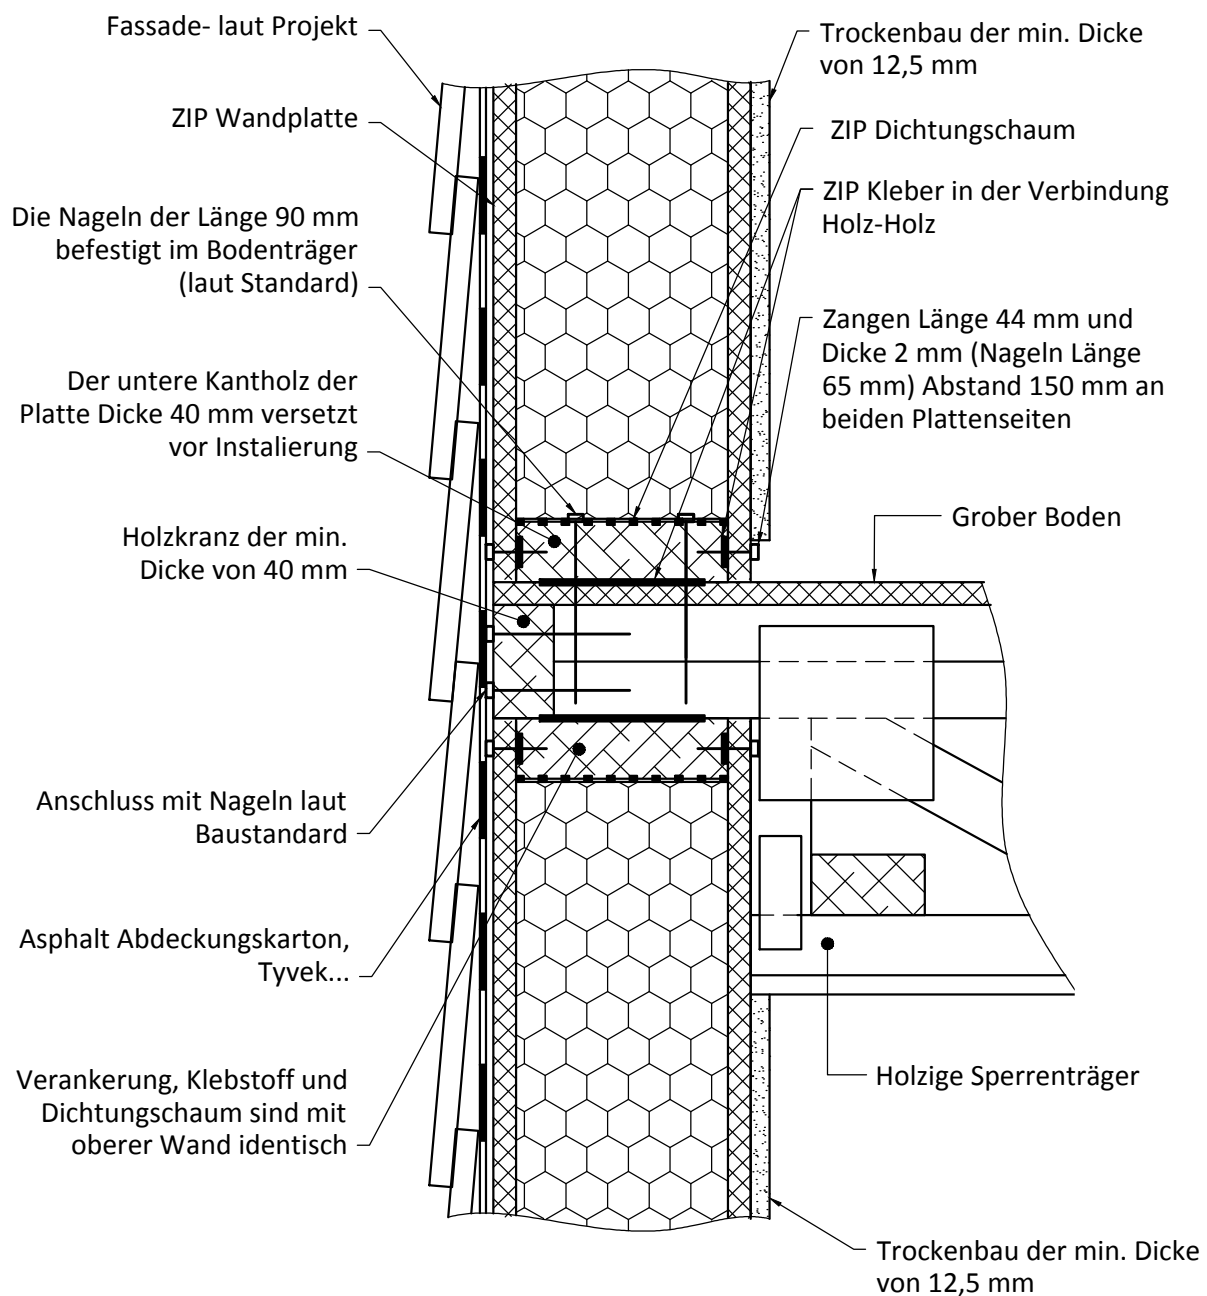 Fassade- laut Projekt
ZIP Wandplatte
Die Nageln der Länge 90 mm
befestigt im Bodenträger
(laut Standard)
Der untere Kantholz der
Platte Dicke 40 mm versetzt
vor Instalierung
Holzkranz der min.
Dicke von 40 mm
Anschluss mit Nageln laut
Baustandard
Asphalt Abdeckungskarton,
Tyvek...
Verankerung, Klebstoff und
Dichtungschaum sind mit
oberer Wand identisch
Trockenbau der min. Dicke
von 12,5 mm
ZIP Dichtungschaum
ZIP Kleber in der Verbindung
Holz-Holz
Zangen Länge 44 mm und
Dicke 2 mm (Nageln Länge
65 mm) Abstand 150 mm an
beiden Plattenseiten
Grober Boden
Holzige Sperrenträger
Trockenbau der min. Dicke
von 12,5 mm